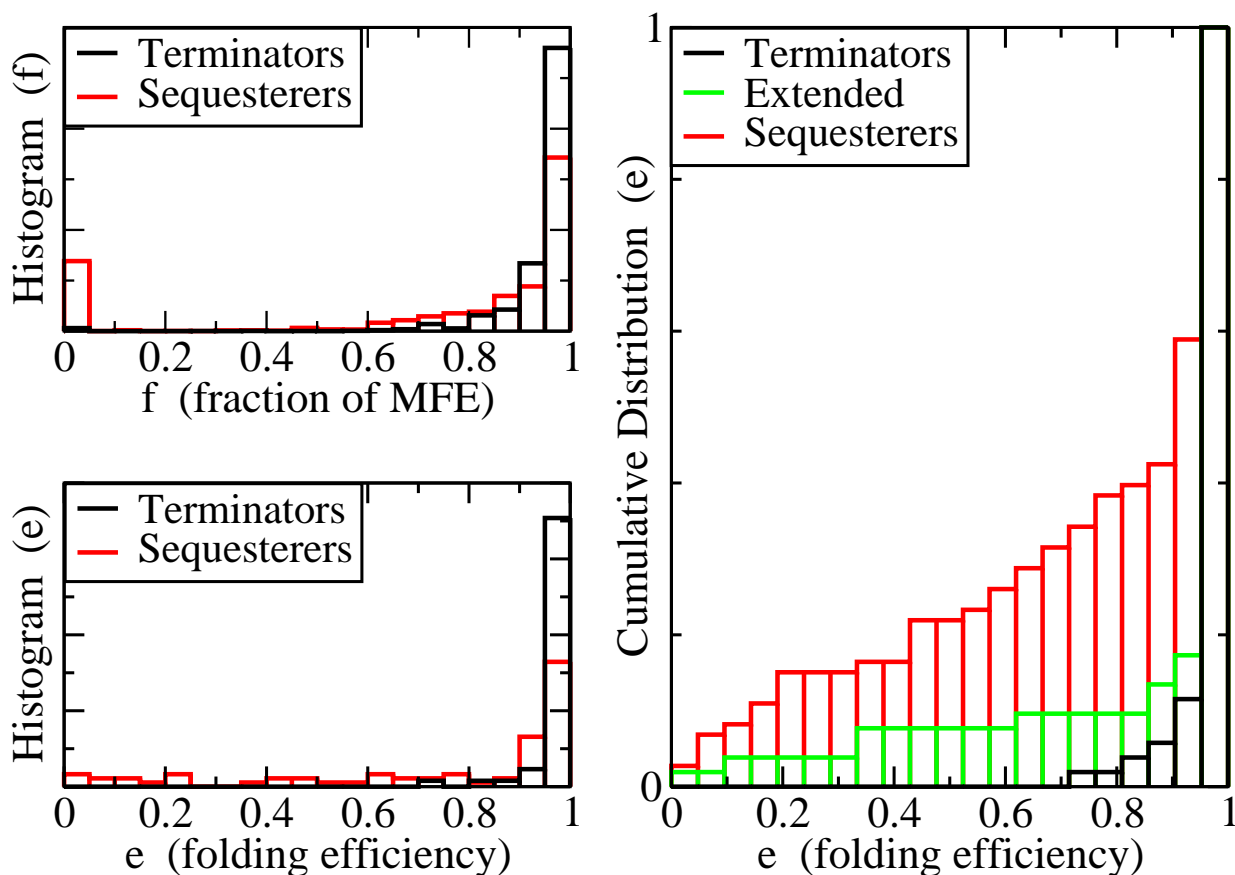 Histogram (f)
Terminators
Sequesterers
0 0.2 0.4 0.6 0.8 1
f (fraction of MFE)
Histogram (e)
Terminators
Sequesterers
0 0.2 0.4 0.6 0.8 1
e (folding efficiency)
Cumulative Distribution (e)
1
0
Terminators
Extended
Sequesterers
0 0.2 0.4 0.6 0.8 1
e (folding efficiency)